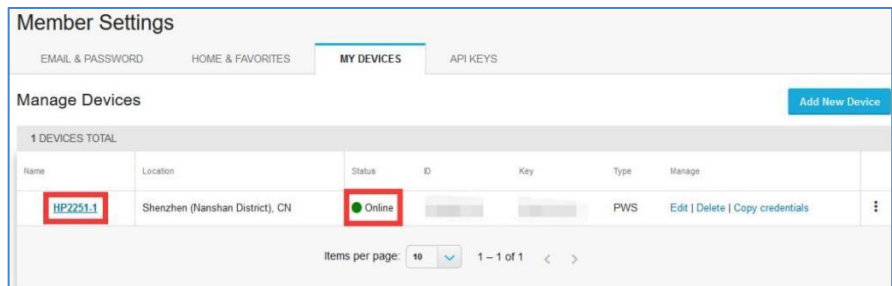 Member Settings
EMAIL & PASSWORD HOME & FAVORITES MY DEVICES API KEYS
Manage Devices Add New Device
1 DEVICES TOTAL
Name Location Status ID Key Type Manage
HP2251-1 Shenzhen (Nanshan District), CN Online PWS Edit | Delete | Copy credentials
Items per page: 10 1 – 1 of 1